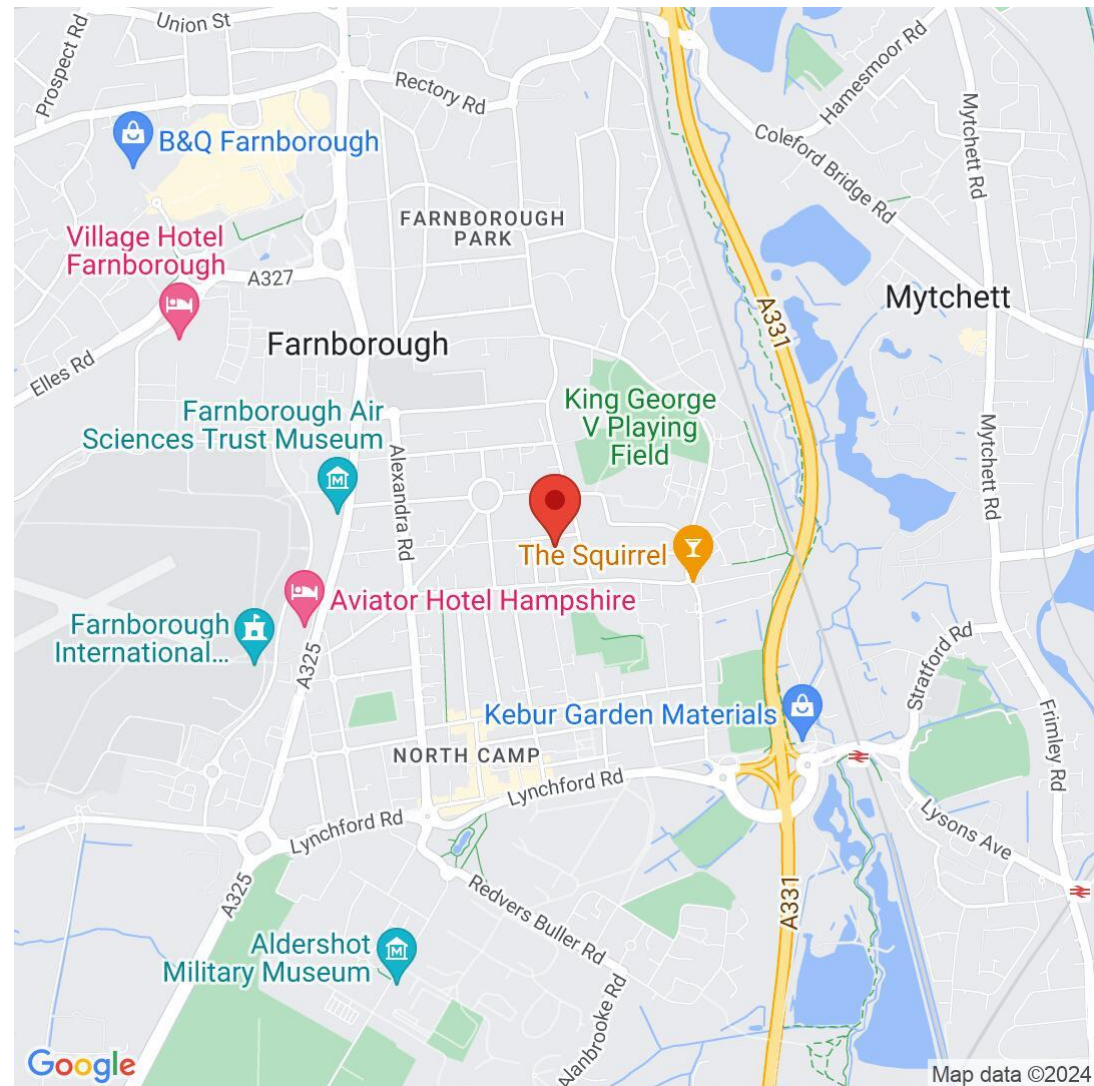 Union St
Prospect Rd
Rectory Rd
Hamesmoor Rd
Coleford Bridge Rd
Mytchett Rd
B&Q Farnborough
FARNBOROUGH
PARK
Village Hotel
Farnborough
A327
A331
Mytchett
Elles Rd
Farnborough
King George
V Playing
Field
Farnborough Air
Sciences Trust Museum
Alexandra Rd
Mytchett Rd
The Squirrel
Aviator Hotel Hampshire
Farnborough
International...
A325
Stratford Rd
Kebur Garden Materials
Frimley Rd
NORTH CAMP
Lynchford Rd
Lynchford Rd
Lysons Ave
A325
Redvers Buller Rd
A331
Aldershot
Military Museum
Alanbrooke Rd
Google
Map data ©2024